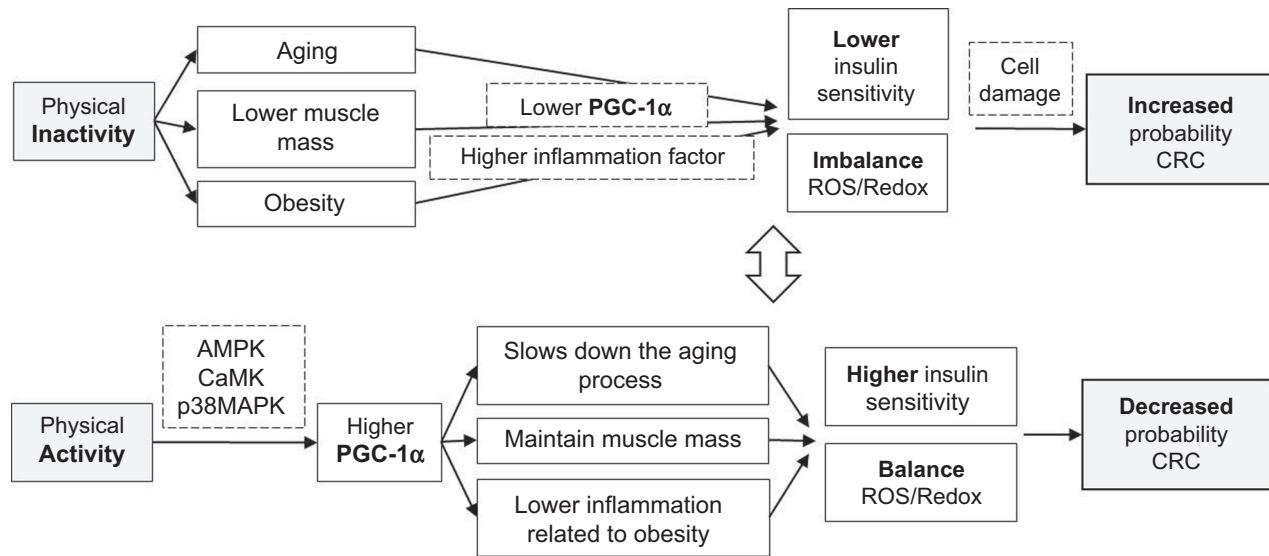 Physical
Inactivity
Aging
Lower muscle
mass
Obesity
Lower PGC-1α
Higher inflammation factor
Lower
insulin
sensitivity
Imbalance
ROS/Redox
Cell
damage
Increased
probability
CRC
Physical
Activity
AMPK
CaMK
p38MAPK
Higher
PGC-1α
Slows down the aging
process
Maintain muscle mass
Lower inflammation
related to obesity
Higher insulin
sensitivity
Balance
ROS/Redox
Decreased
probability
CRC